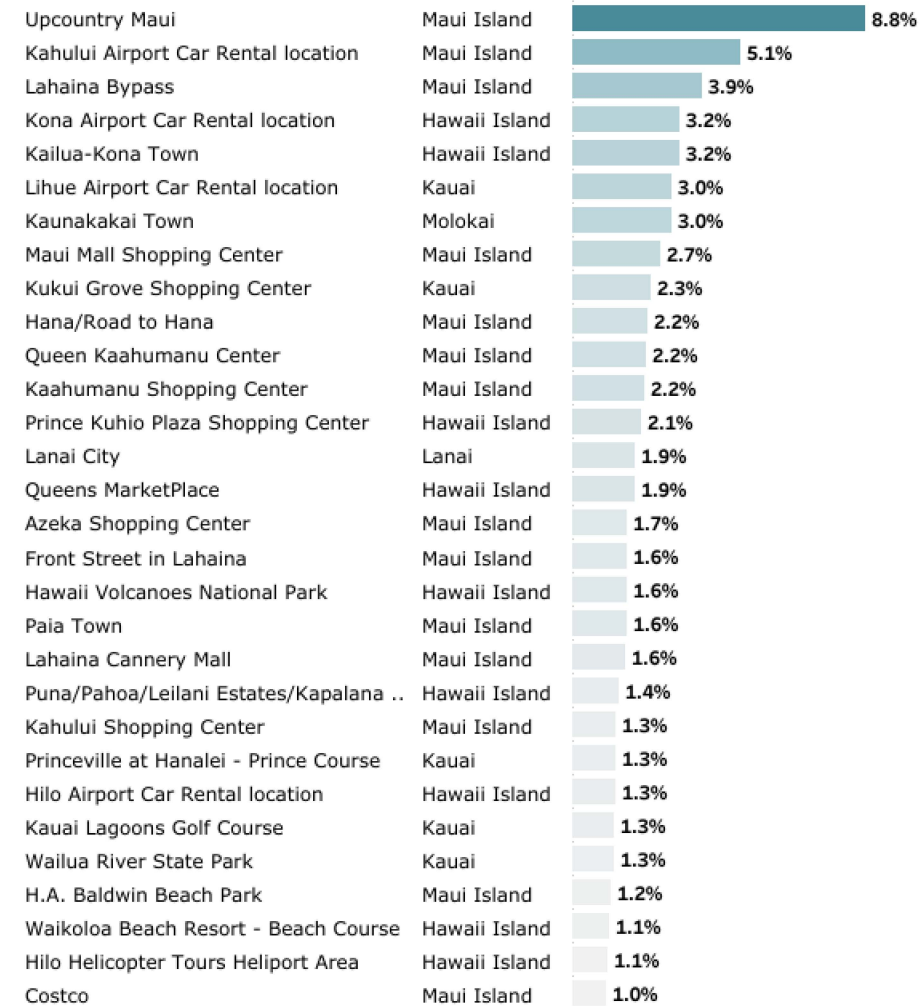 Upcountry Maui Maui Island 8.8%
Kahului Airport Car Rental location Maui Island 5.1%
Lahaina Bypass Maui Island 3.9%
Kona Airport Car Rental location Hawaii Island 3.2%
Kailua-Kona Town Hawaii Island 3.2%
Lihue Airport Car Rental location Kauai 3.0%
Kaunakakai Town Molokai 3.0%
Maui Mall Shopping Center Maui Island 2.7%
Kukui Grove Shopping Center Kauai 2.3%
Hana/Road to Hana Maui Island 2.2%
Queen Kaahumanu Center Maui Island 2.2%
Kaahumanu Shopping Center Maui Island 2.2%
Prince Kuhio Plaza Shopping Center Hawaii Island 2.1%
Lanai City Lanai 1.9%
Queens MarketPlace Hawaii Island 1.9%
Azeka Shopping Center Maui Island 1.7%
Front Street in Lahaina Maui Island 1.6%
Hawaii Volcanoes National Park Hawaii Island 1.6%
Paia Town Maui Island 1.6%
Lahaina Cannery Mall Maui Island 1.6%
Puna/Pahoa/Leilani Estates/Kapalana .. Hawaii Island 1.4%
Kahului Shopping Center Maui Island 1.3%
Princeville at Hanalei - Prince Course Kauai 1.3%
Hilo Airport Car Rental location Hawaii Island 1.3%
Kauai Lagoons Golf Course Kauai 1.3%
Wailua River State Park Kauai 1.3%
H.A. Baldwin Beach Park Maui Island 1.2%
Waikoloa Beach Resort - Beach Course Hawaii Island 1.1%
Hilo Helicopter Tours Heliport Area Hawaii Island 1.1%
Costco Maui Island 1.0%